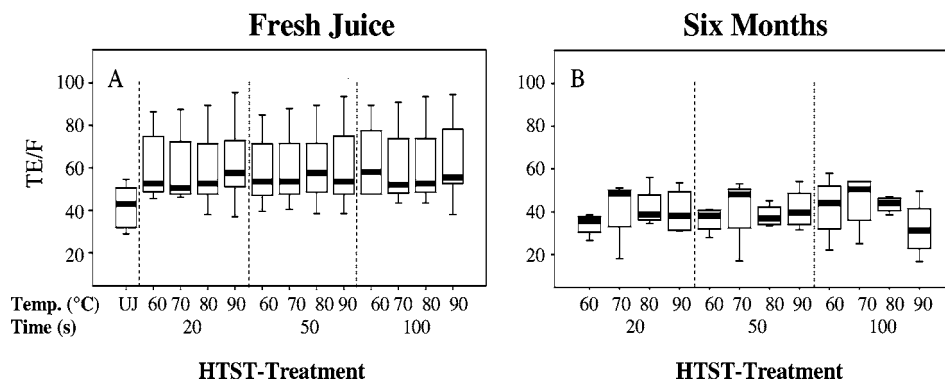 Fresh Juice Six Months
A B
TE/F
100 100
80 80
60 60
40 40
20 20
Temp. (°C) UJ 60 70 80 90 60 70 80 90 60 70 80 90 60 70 80 90 60 70 80 90 60 70 80 90
Time (s) 20 50 100 20 50 100
HTST-Treatment HTST-Treatment